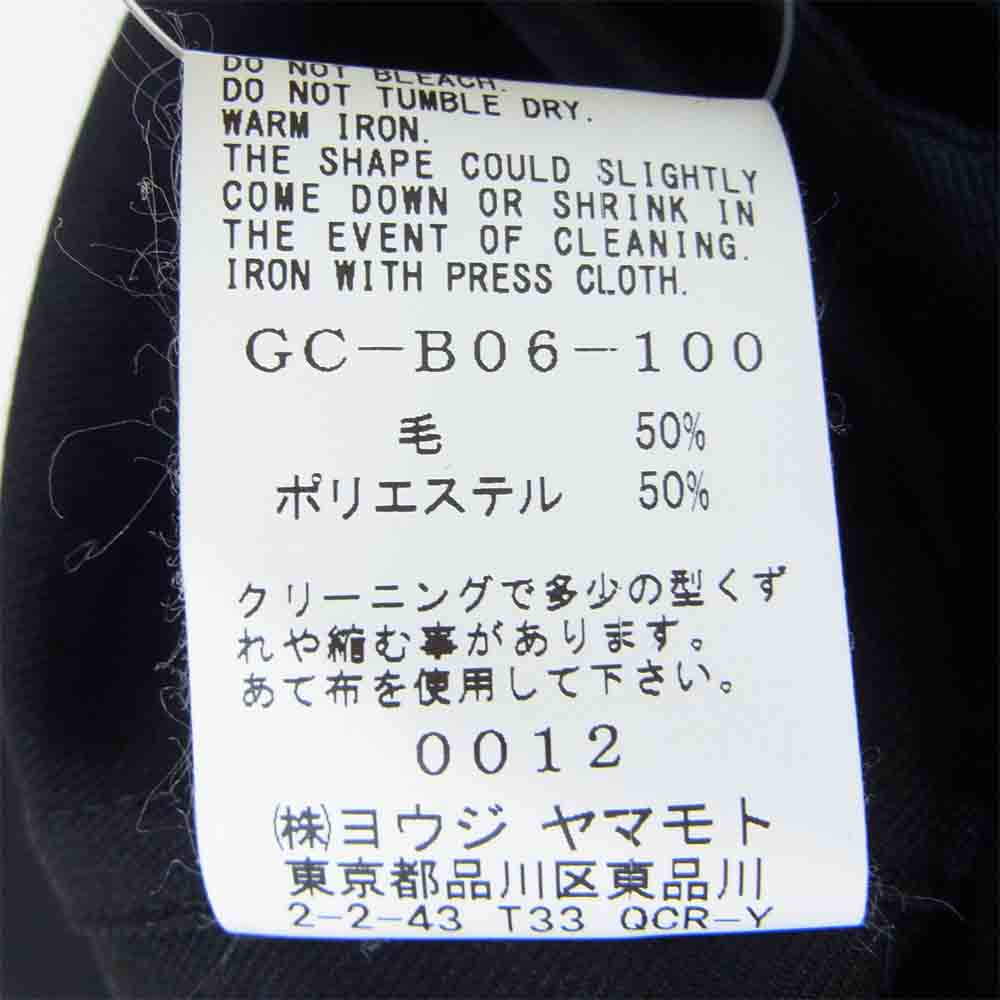 DO NOT BLEACH.
DO NOT TUMBLE DRY.
WARM IRON.
THE SHAPE COULD SLIGHTLY
COME DOWN OR SHRINK IN
THE EVENT OF CLEANING.
IRON WITH PRESS CLOTH.
GC-B06-100
毛 50%
ポリエステル 50%
クリーニングで多少の型くず
れや縮む事があります。
あて布を使用して下さい。
0012
㈱ヨウジ ヤマモト
東京都品川区東品川
2-2-43 T33 QCR-Y